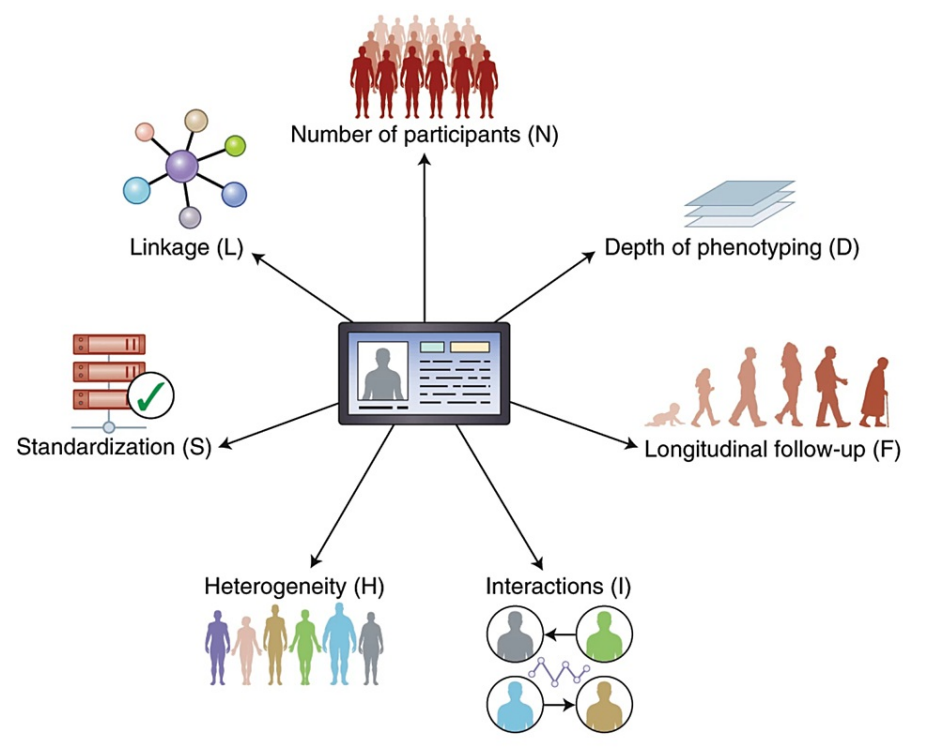 Number of participants (N)
Linkage (L)
Depth of phenotyping (D)
Standardization (S)
Longitudinal follow-up (F)
Heterogeneity (H)
Interactions (I)